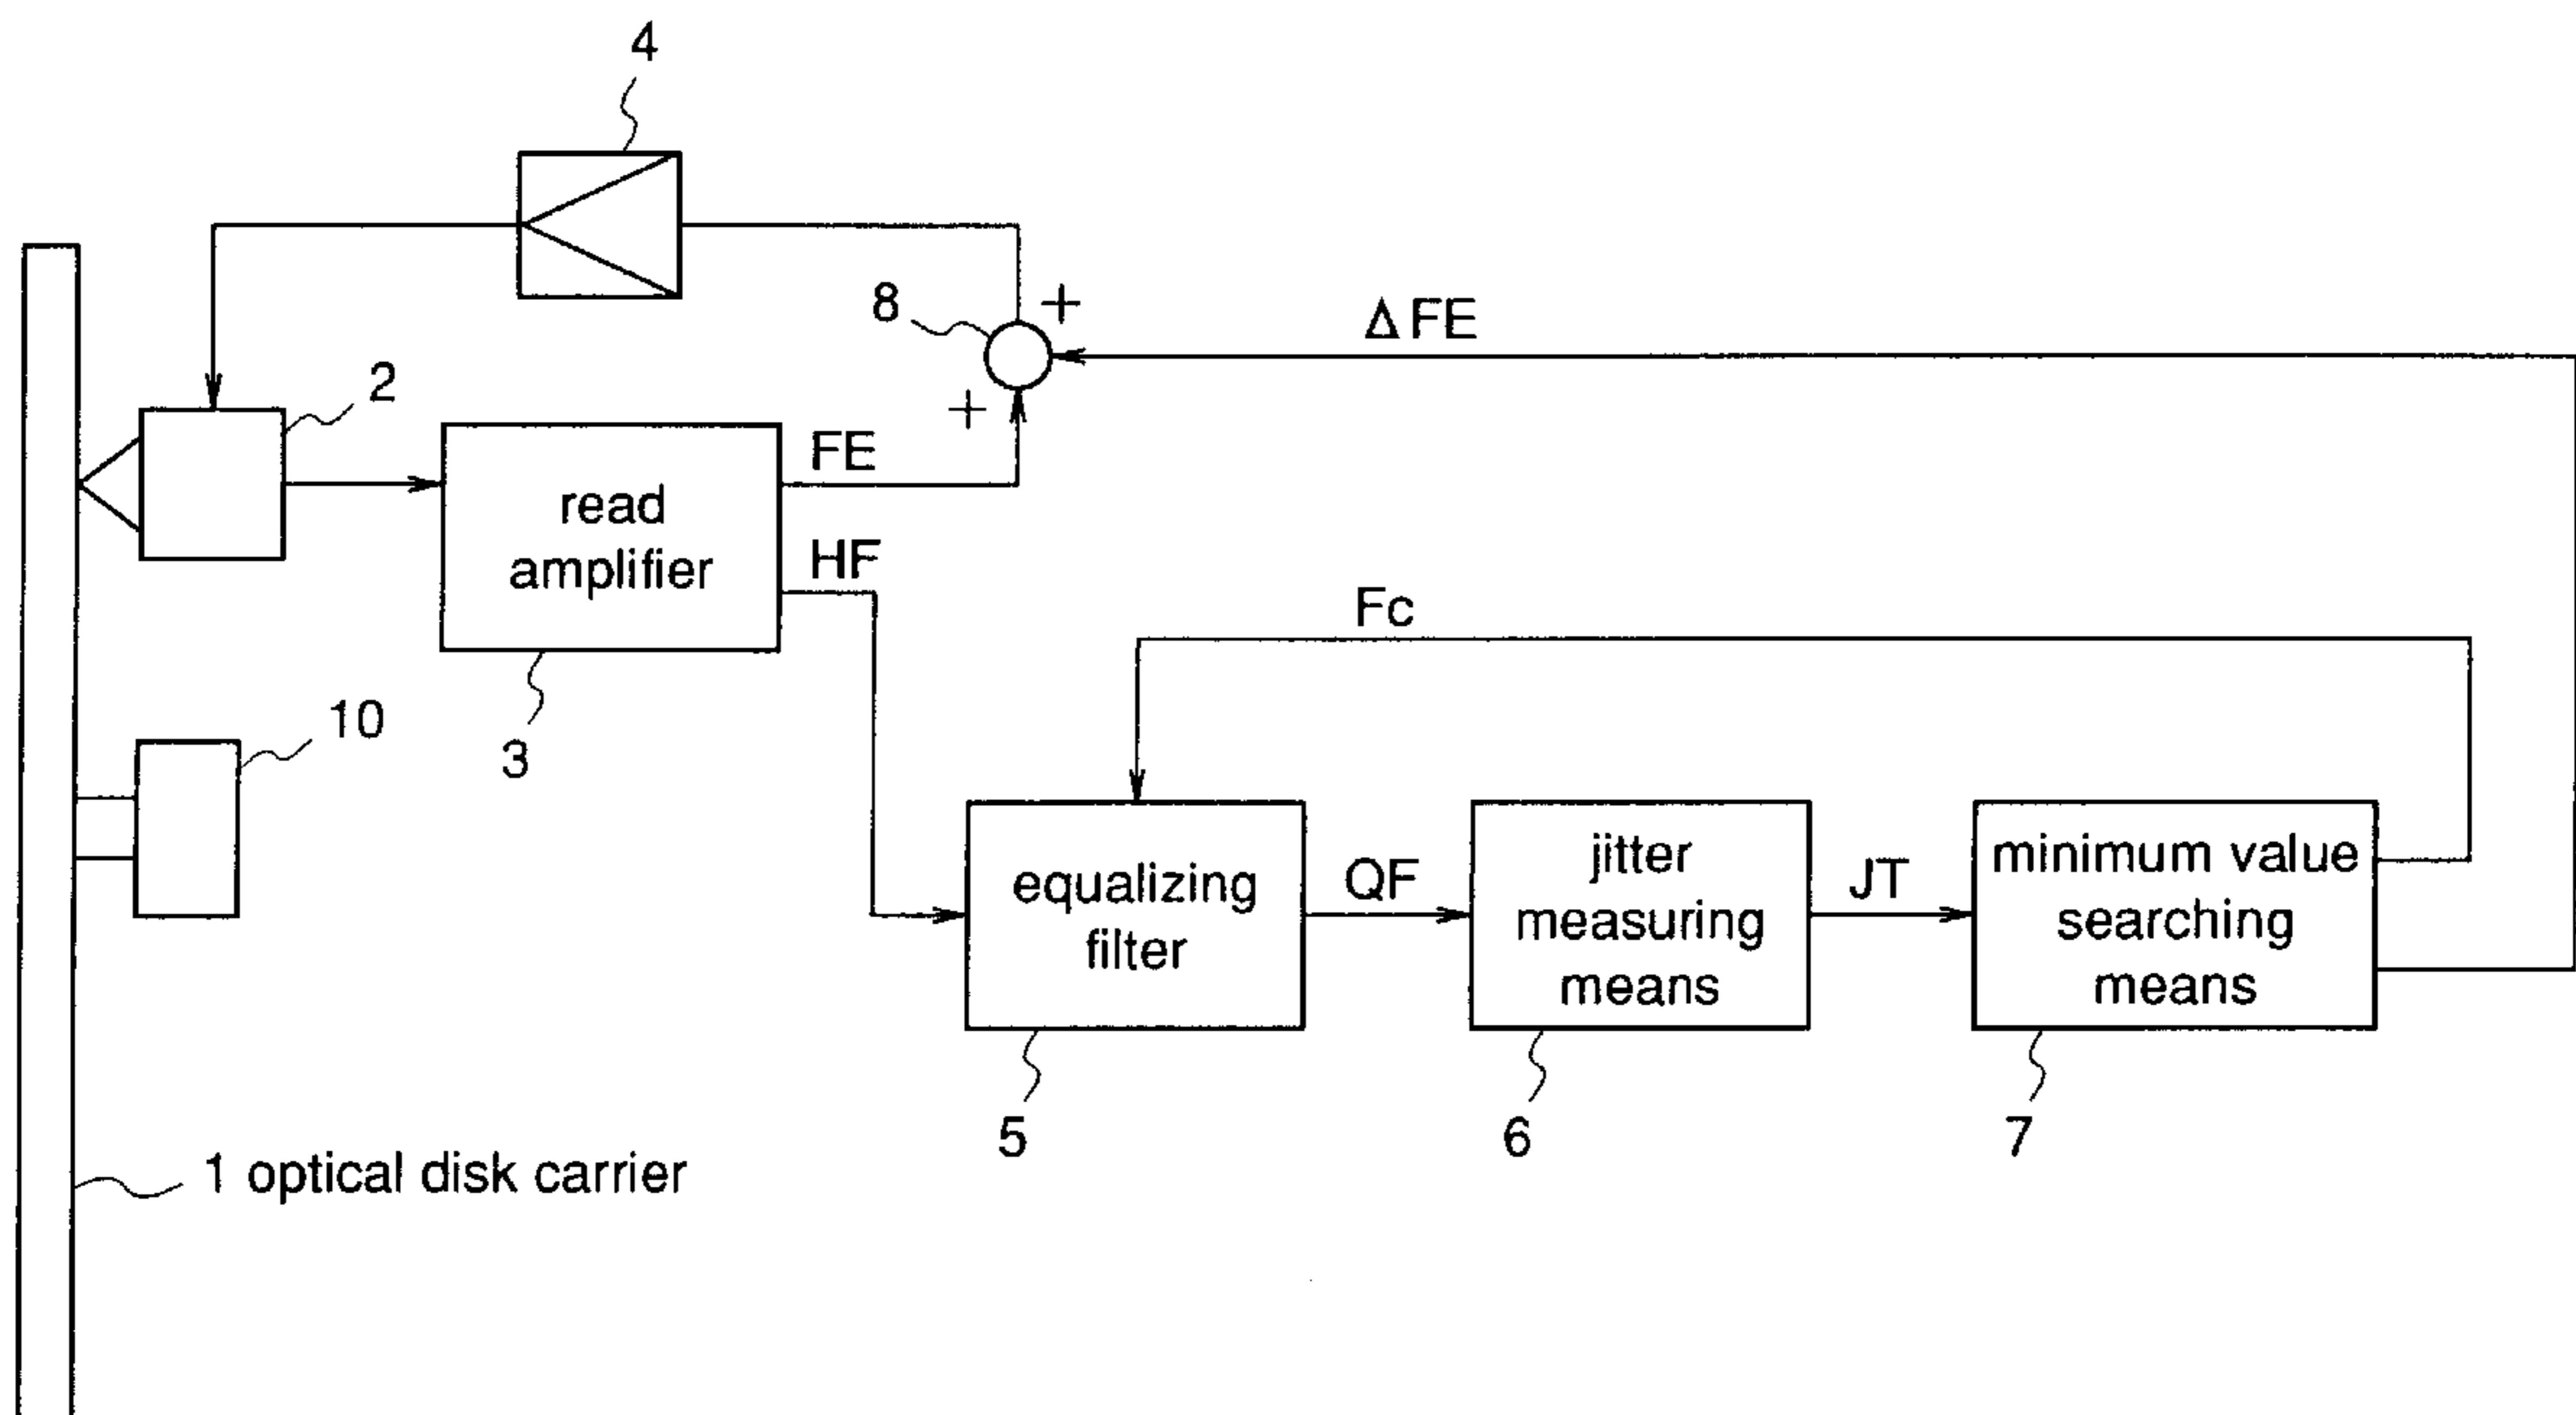 4
8
+
Δ FE
2
+
FE
read
amplifier
HF
Fc
10
3
equalizing
filter
QF
jitter
measuring
means
JT
minimum value
searching
means
5
6
7
1 optical disk carrier